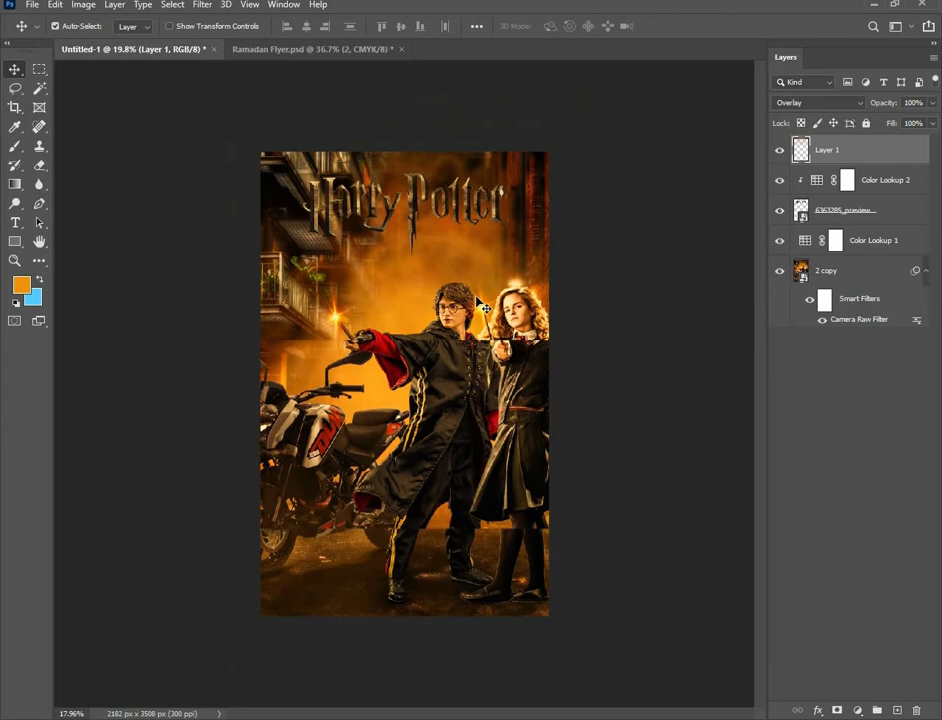 Ps File Edit Image Layer Type Select Filter 3D View Window Help
Auto-Select: Layer Show Transform Controls 3D Mode:
Untitled-1 @ 19.8% (Layer 1, RGB/8) * × Ramadan Flyer.psd @ 36.7% (2, CMYK/8) * ×
Layers
Kind
Overlay Opacity: 100%
Lock: Fill: 100%
Layer 1
Color Lookup 2
6363285_preview...
Color Lookup 1
2 copy
Smart Filters
Camera Raw Filter
Harry Potter
17.96% 2182 px x 3508 px (300 ppi)